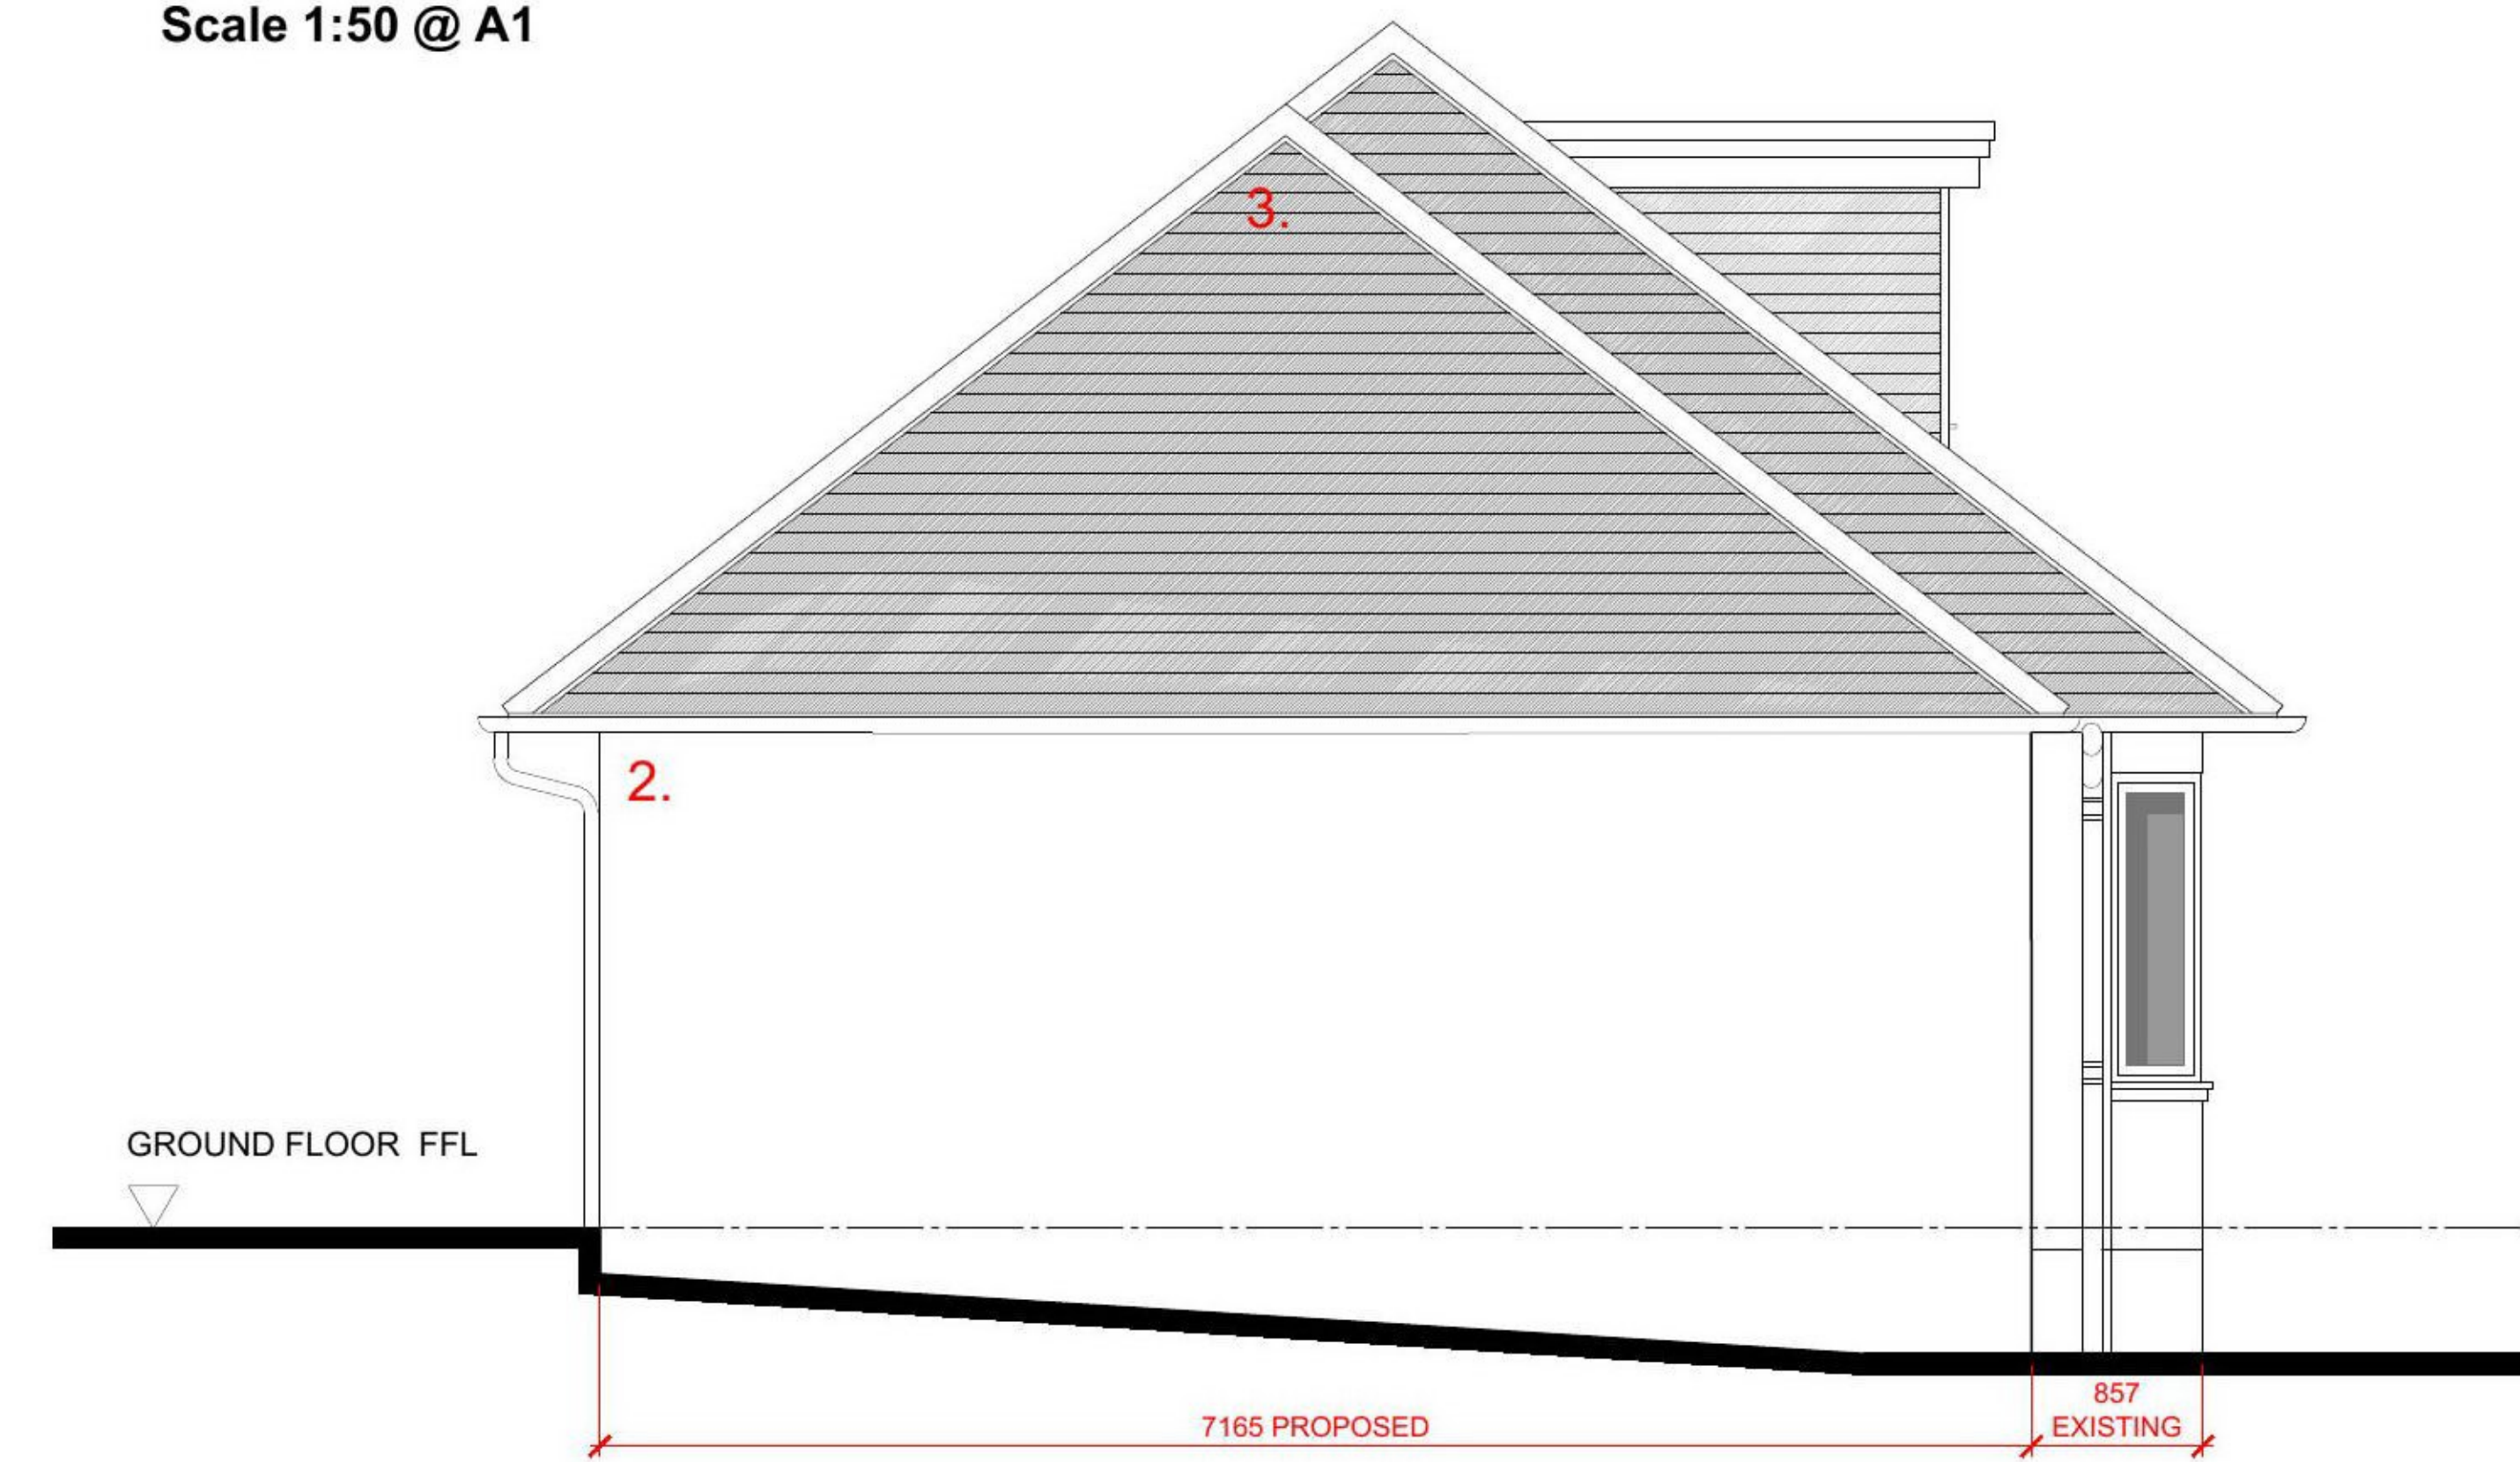 Scale 1:50 @ A1
3.
2.
GROUND FLOOR FFL
857
7165 PROPOSED
EXISTING